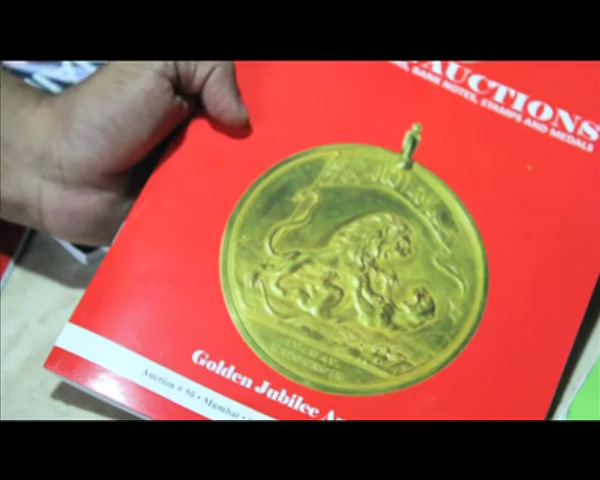 AUCTIONS
BANK NOTES, STAMPS AND MEDALS
Golden Jubilee
Auction # 50 • Mumbai •